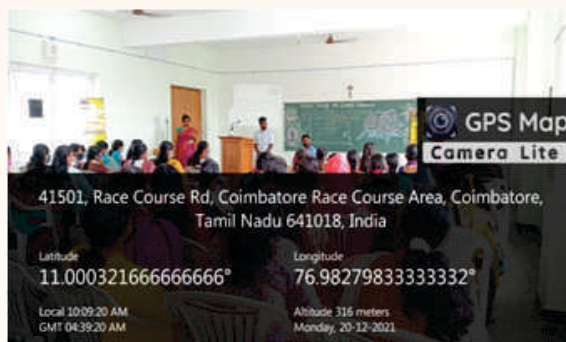 GPS Map
Camera Lite
41501, Race Course Rd, Coimbatore Race Course Area, Coimbatore,
Tamil Nadu 641018, India
Latitude
11.000321666666666°
Longitude
76.98279833333332°
Local 10:09:20 AM
GMT 04:39:20 AM
Altitude 316 meters
Monday, 20-12-2021